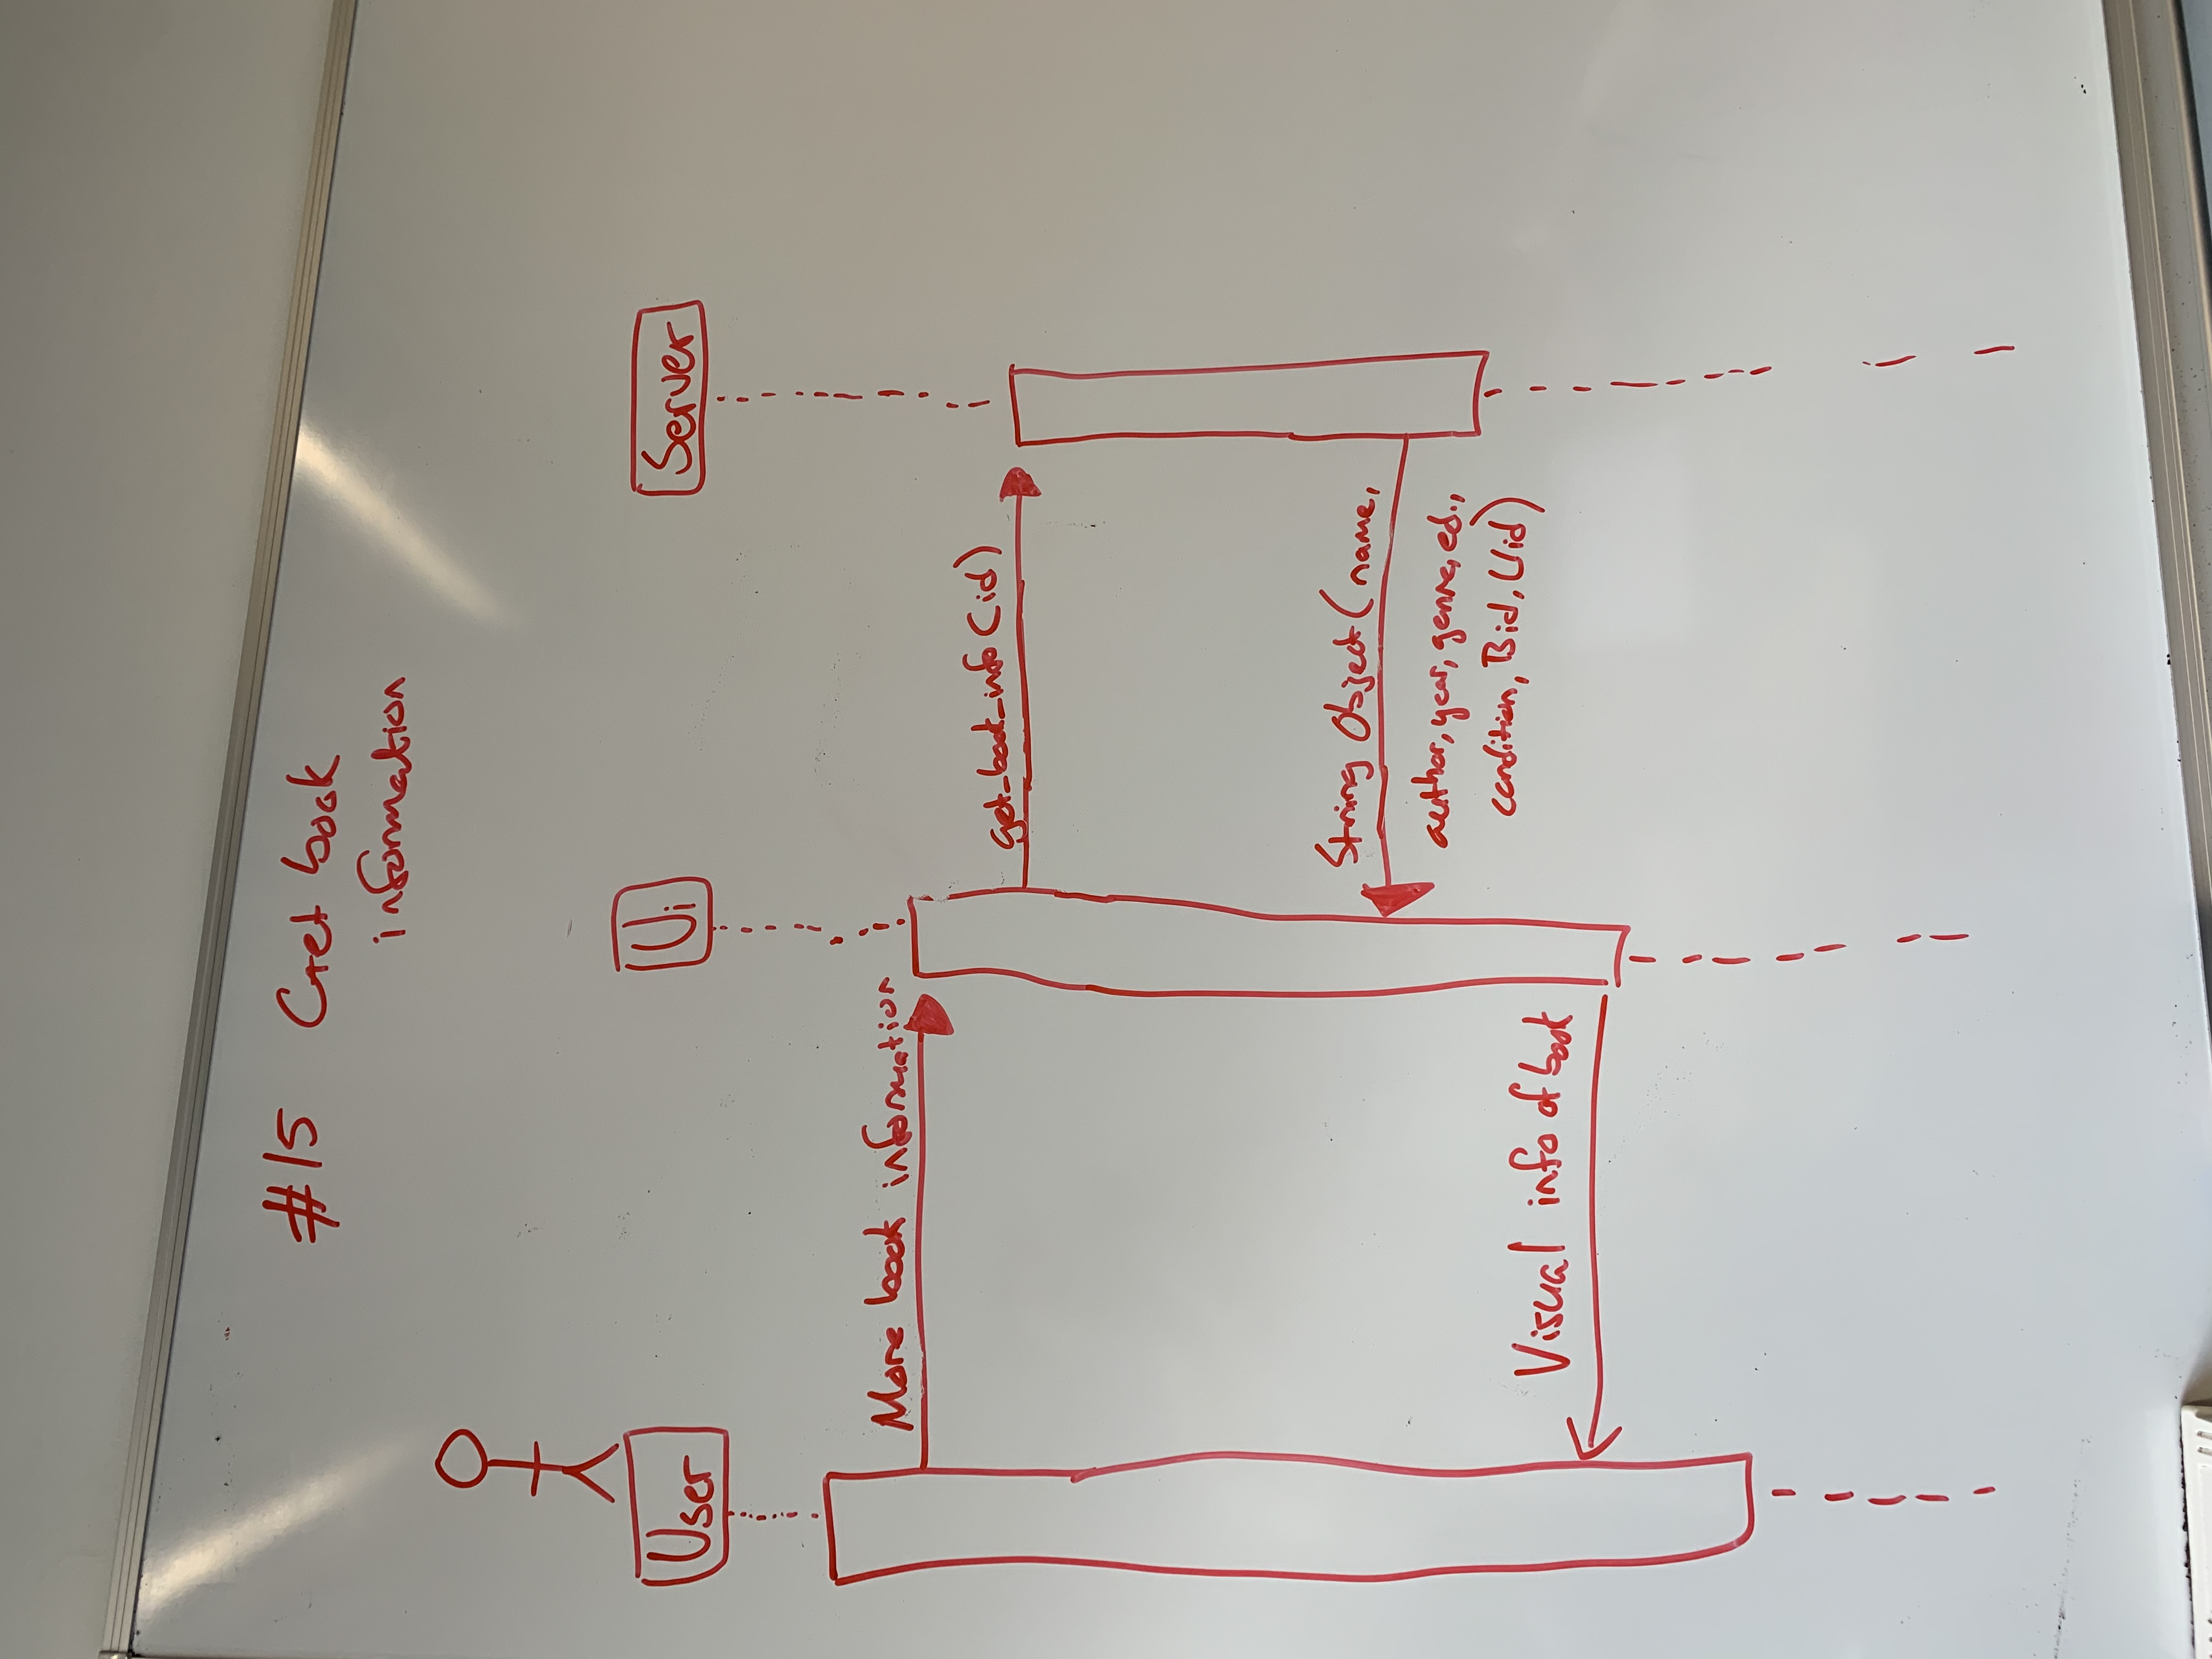 #15 Get book
information
User
Ui
Server
More book information
get_book_info(id)
String Object(name,
author, year, genre, ed.,
condition, Bid, Uid)
Visual info of book